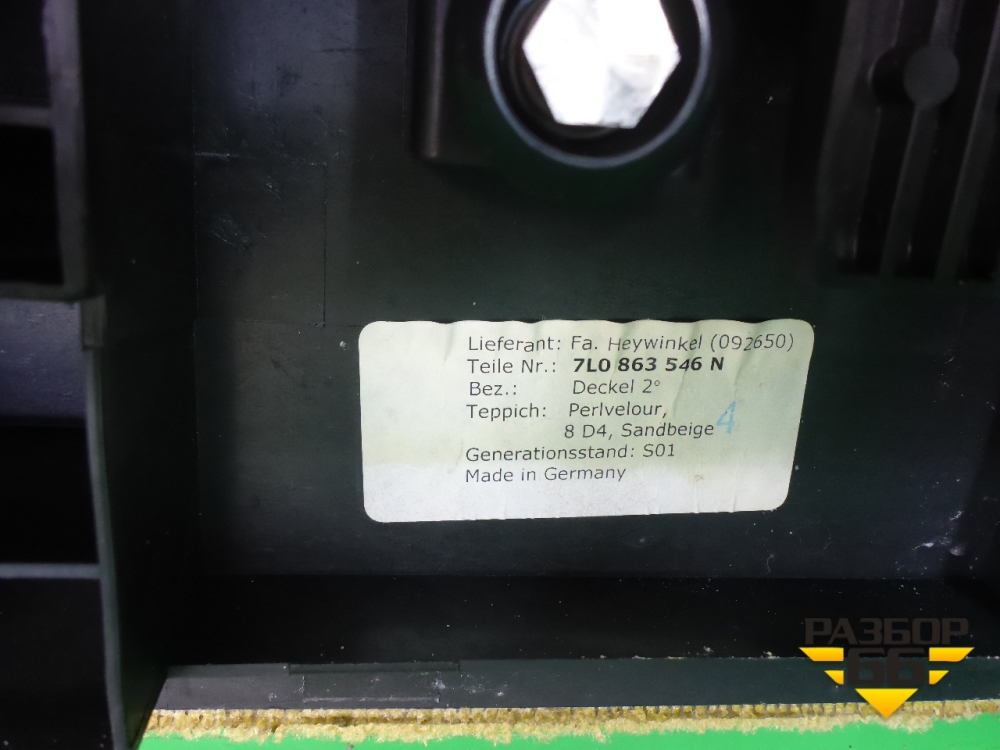 Lieferant: Fa. Heywinkel (092650)
Teile Nr.: 7L0 863 546 N
Bez.: Deckel 2°
Teppich: Perlvelour,
8 D4, Sandbeige 4
Generationsstand: S01
Made in Germany
РАЗБОР
66